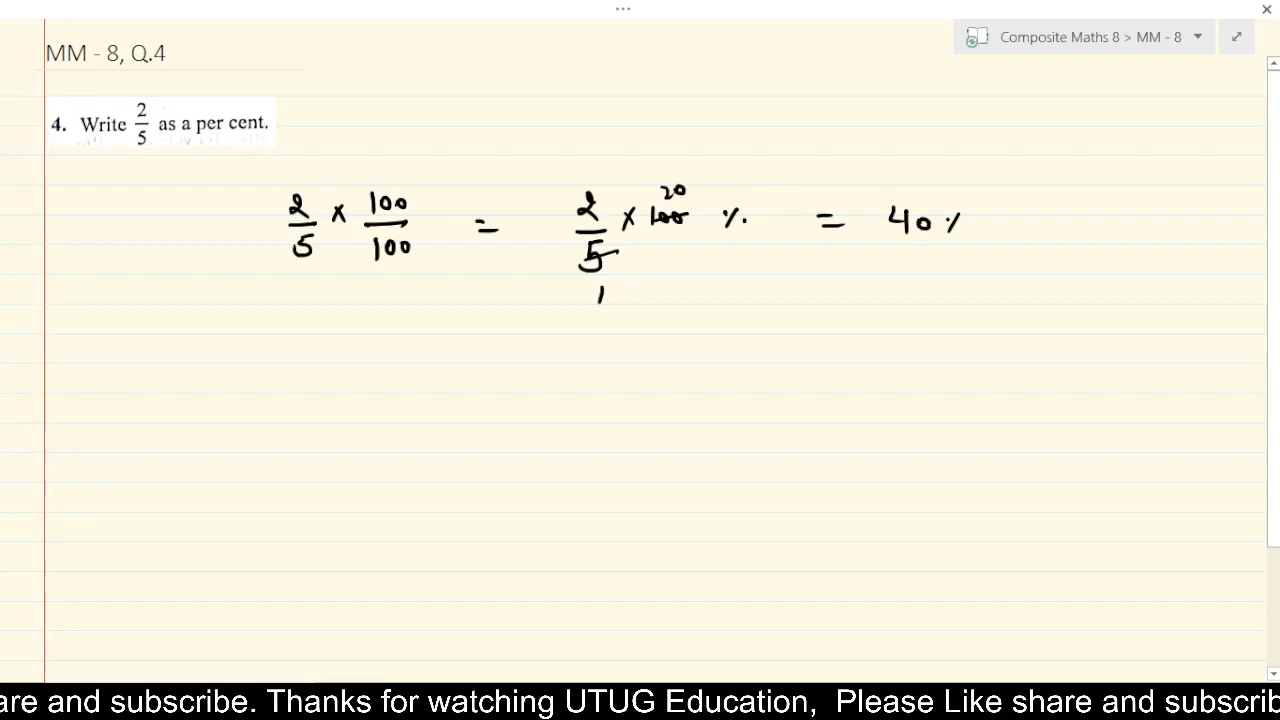 ...
Composite Maths 8 > MM - 8
MM - 8, Q.4
4. Write 2/5 as a per cent.
2/5 × 100/100 = 2/5 × 100 % = 40 %
20
1
are and subscribe. Thanks for watching UTUG Education, Please Like share and subscrib